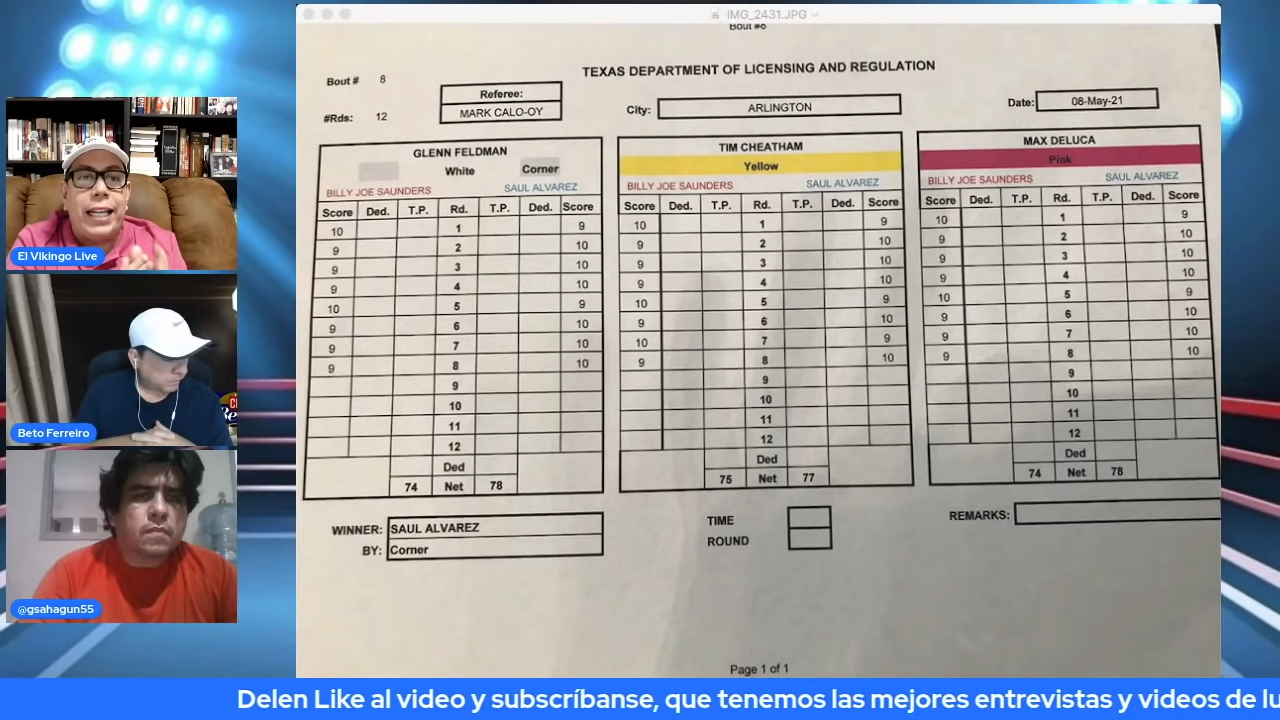 IMG_2431.JPG
Bout #8
TEXAS DEPARTMENT OF LICENSING AND REGULATION
Bout # 8
Referee:
MARK CALO-OY
#Rds: 12
City: ARLINGTON
Date: 08-May-21
GLENN FELDMAN
White Corner
BILLY JOE SAUNDERS SAUL ALVAREZ
Score Ded. T.P. Rd. T.P. Ded. Score
10 1 9
9 2 10
9 3 10
9 4 10
10 5 9
9 6 10
9 7 10
9 8 10
9
10
11
12
Ded
74 Net 78
TIM CHEATHAM
Yellow
BILLY JOE SAUNDERS SAUL ALVAREZ
Score Ded. T.P. Rd. T.P. Ded. Score
10 1 9
9 2 10
9 3 10
9 4 10
10 5 9
9 6 10
10 7 9
9 8 10
9
10
11
12
Ded
75 Net 77
MAX DELUCA
Pink
BILLY JOE SAUNDERS SAUL ALVAREZ
Score Ded. T.P. Rd. T.P. Ded. Score
10 1 9
9 2 10
9 3 10
9 4 10
10 5 9
9 6 10
9 7 10
9 8 10
9
10
11
12
Ded
74 Net 78
WINNER: SAUL ALVAREZ
BY: Corner
TIME
ROUND
REMARKS:
Page 1 of 1
El Vikingo Live
Beto Ferreiro
@gsahagun55
Delen Like al video y subscríbanse, que tenemos las mejores entrevistas y videos de lu